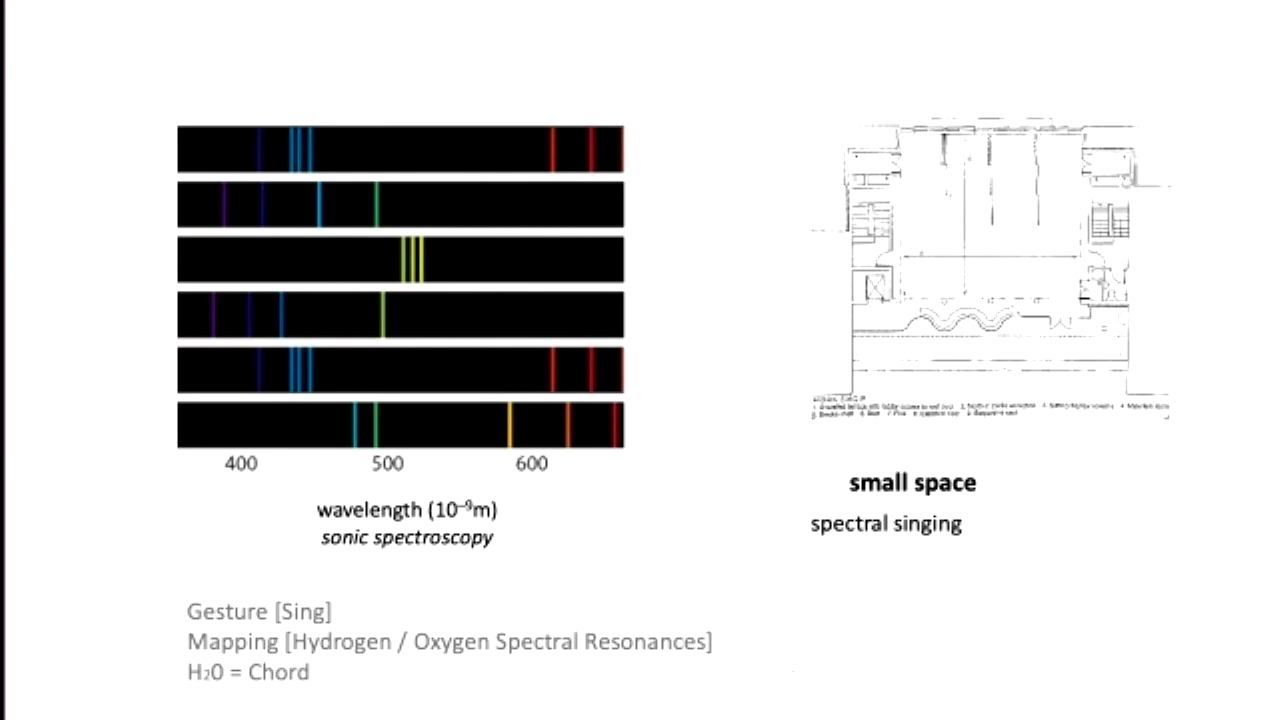 400 500 600
wavelength (10⁻⁹m)
sonic spectroscopy
small space
spectral singing
Gesture [Sing]
Mapping [Hydrogen / Oxygen Spectral Resonances]
H₂0 = Chord